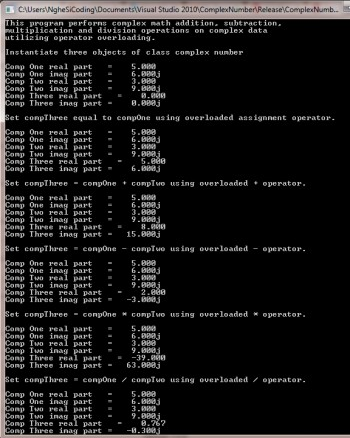 C:\Users\NgheSiCoding\Documents\Visual Studio 2010\ComplexNumber\Release\ComplexNumb...
This program performs complex math addition, subtraction,
multiplication and division operations on complex data
utilizing operator overloading.
Instantiate three objects of class complex number
Comp One real part = 5.000
Comp One imag part = 6.000j
Comp Two real part = 3.000
Comp Two imag part = 9.000j
Comp Three real part = 0.000
Comp Three imag part = 0.000j
Set compThree equal to compOne using overloaded assignment operator.
Comp One real part = 5.000
Comp One imag part = 6.000j
Comp Two real part = 3.000
Comp Two imag part = 9.000j
Comp Three real part = 5.000
Comp Three imag part = 6.000j
Set compThree = compOne + compTwo using overloaded + operator.
Comp One real part = 5.000
Comp One imag part = 6.000j
Comp Two real part = 3.000
Comp Two imag part = 9.000j
Comp Three real part = 8.000
Comp Three imag part = 15.000j
Set compThree = compOne - compTwo using overloaded - operator.
Comp One real part = 5.000
Comp One imag part = 6.000j
Comp Two real part = 3.000
Comp Two imag part = 9.000j
Comp Three real part = 2.000
Comp Three imag part = -3.000j
Set compThree = compOne * compTwo using overloaded * operator.
Comp One real part = 5.000
Comp One imag part = 6.000j
Comp Two real part = 3.000
Comp Two imag part = 9.000j
Comp Three real part = -39.000
Comp Three imag part = 63.000j
Set compThree = compOne / compTwo using overloaded / operator.
Comp One real part = 5.000
Comp One imag part = 6.000j
Comp Two real part = 3.000
Comp Two imag part = 9.000j
Comp Three real part = 0.767
Comp Three imag part = -0.300j